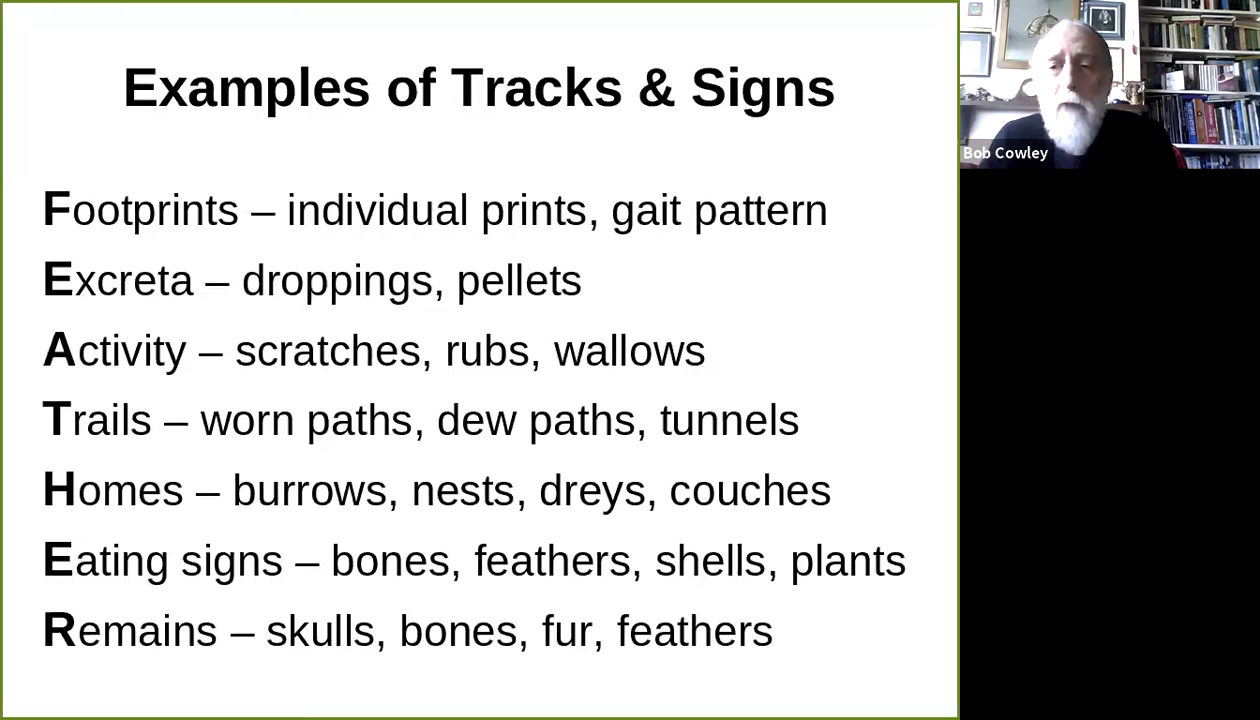 Examples of Tracks & Signs
Footprints – individual prints, gait pattern
Excreta – droppings, pellets
Activity – scratches, rubs, wallows
Trails – worn paths, dew paths, tunnels
Homes – burrows, nests, dreys, couches
Eating signs – bones, feathers, shells, plants
Remains – skulls, bones, fur, feathers
Bob Cowley